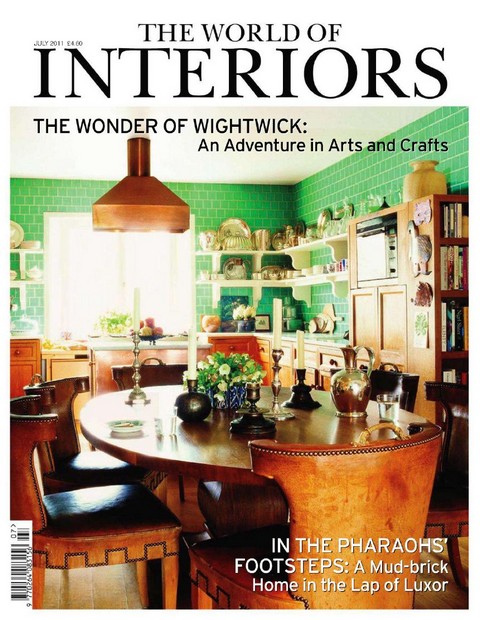 THE WORLD OF
JULY 2011 £4.00
INTERIORS
THE WONDER OF WIGHTWICK:
An Adventure in Arts and Crafts
IN THE PHARAOHS'
FOOTSTEPS: A Mud-brick
Home in the Lap of Luxor
07>